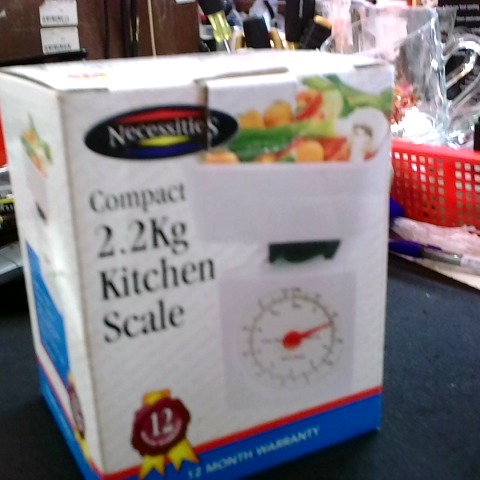 Necessities
Compact
2.2Kg
Kitchen
Scale
12
12 MONTH WARRANTY